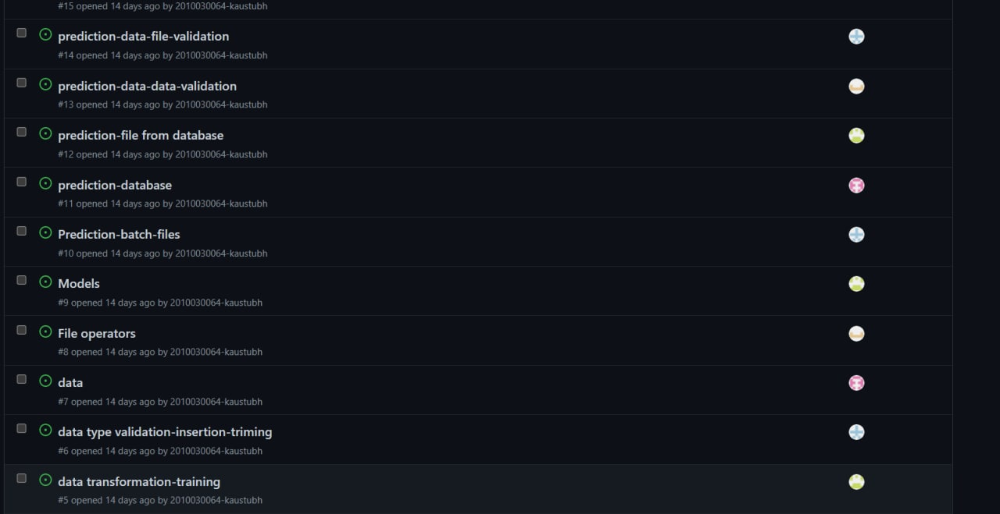 #15 opened 14 days ago by 2010030064-kaustubh
prediction-data-file-validation
#14 opened 14 days ago by 2010030064-kaustubh
prediction-data-data-validation
#13 opened 14 days ago by 2010030064-kaustubh
prediction-file from database
#12 opened 14 days ago by 2010030064-kaustubh
prediction-database
#11 opened 14 days ago by 2010030064-kaustubh
Prediction-batch-files
#10 opened 14 days ago by 2010030064-kaustubh
Models
#9 opened 14 days ago by 2010030064-kaustubh
File operators
#8 opened 14 days ago by 2010030064-kaustubh
data
#7 opened 14 days ago by 2010030064-kaustubh
data type validation-insertion-triming
#6 opened 14 days ago by 2010030064-kaustubh
data transformation-training
#5 opened 14 days ago by 2010030064-kaustubh